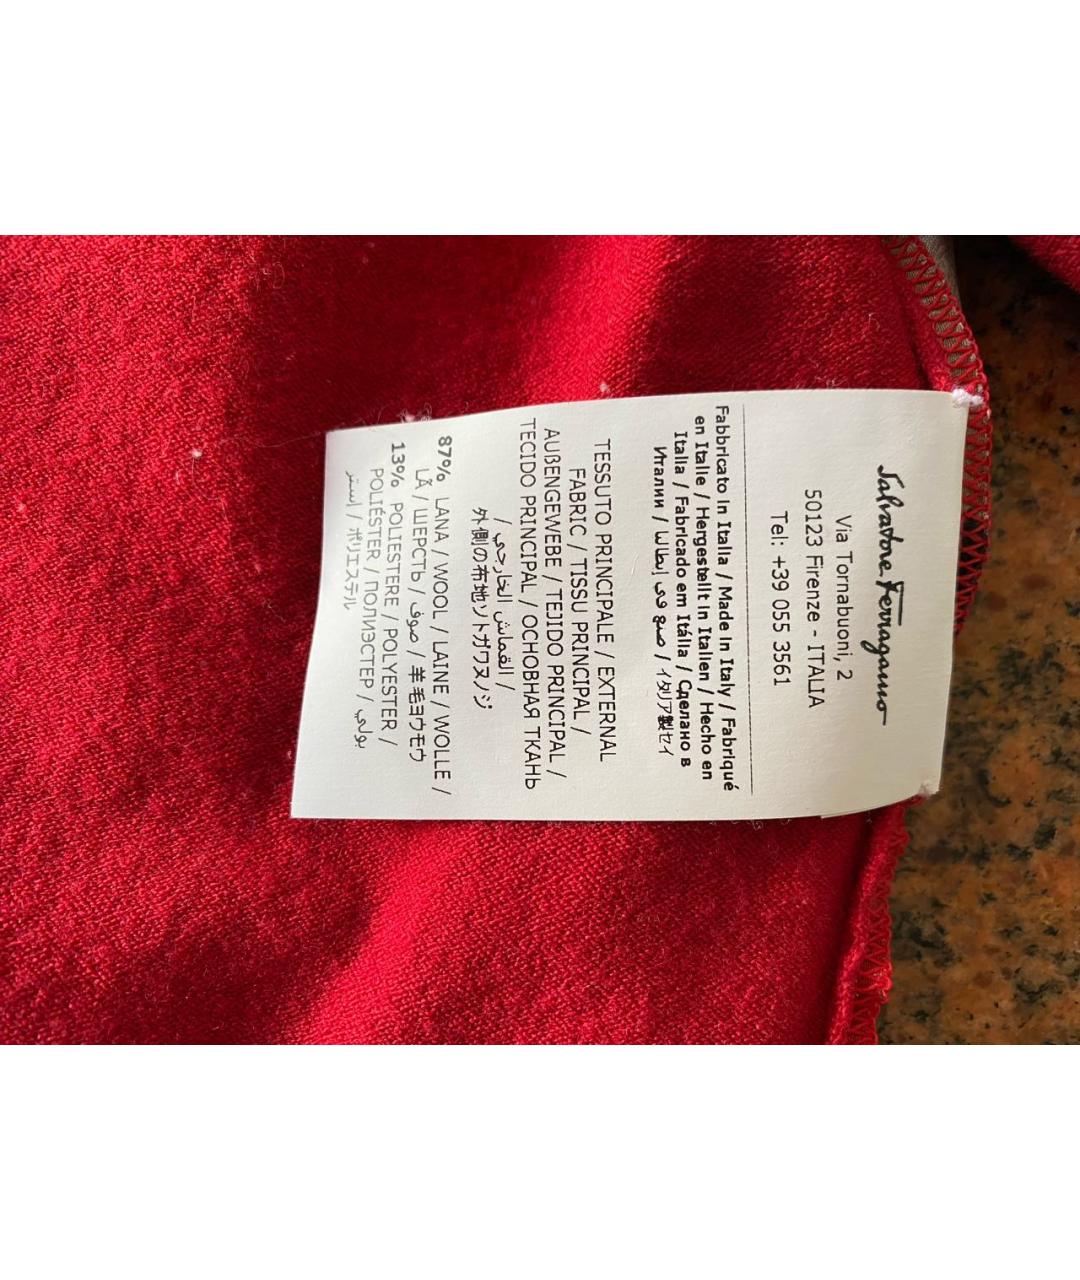 Salvatore Ferragamo
Via Tornabuoni, 2
50123 Firenze - ITALIA
Tel: +39 055 3561
Fabbricato In Italia / Made In Italy / Fabriqué
en Italie / Hergestellt In Italien / Hecho en
Italia / Fabricado em Itália / Сделано в
Италии / صنع في إيطاليا / イタリア製セイ
TESSUTO PRINCIPALE / EXTERNAL
FABRIC / TISSU PRINCIPAL /
AUßENGEWEBE / TEJIDO PRINCIPAL /
TECIDO PRINCIPAL / ОСНОВНАЯ ТКАНЬ
/ القماش الخارجي /
外側の布地ソトガワヌノジ
87% LANA / WOOL / LAINE / WOLLE /
LÃ / ШЕРСТЬ / صوف / 羊毛ヨウモウ
13% POLIESTERE / POLYESTER /
POLIÉSTER / ПОЛИЭСТЕР / بولي
إستر / ポリエステル